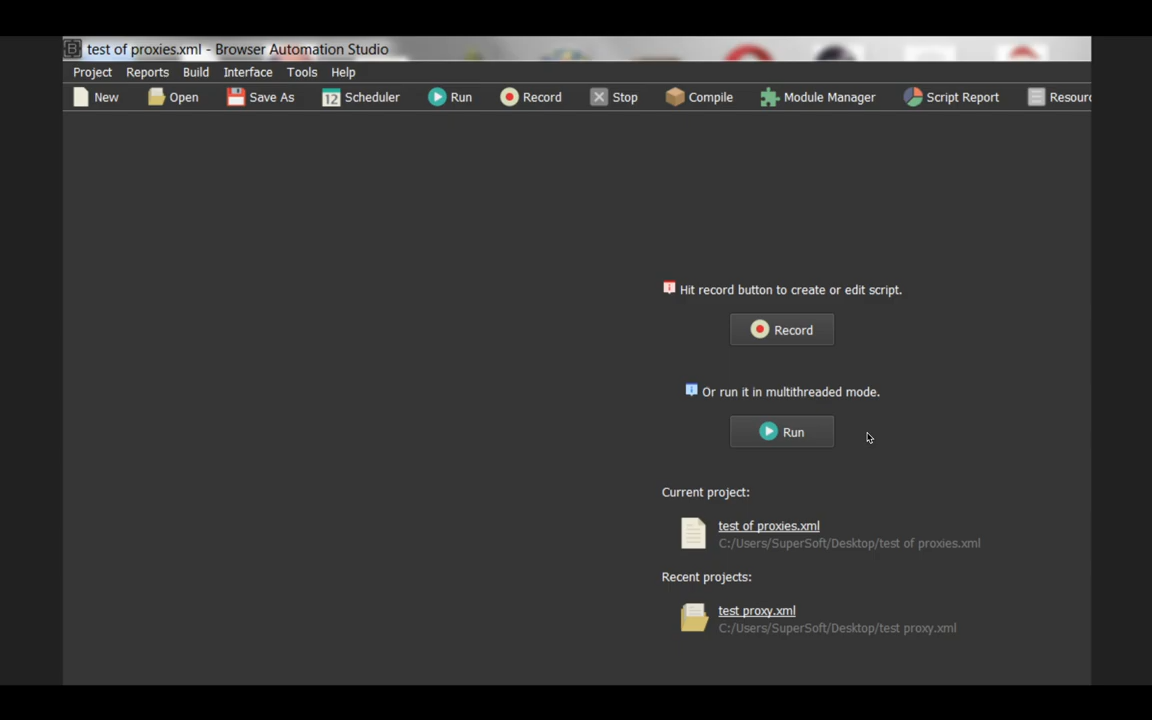 test of proxies.xml - Browser Automation Studio
Project Reports Build Interface Tools Help
New Open Save As 12 Scheduler Run Record Stop Compile Module Manager Script Report Resourc
Hit record button to create or edit script.
Record
Or run it in multithreaded mode.
Run
Current project:
test of proxies.xml
C:/Users/SuperSoft/Desktop/test of proxies.xml
Recent projects:
test proxy.xml
C:/Users/SuperSoft/Desktop/test proxy.xml